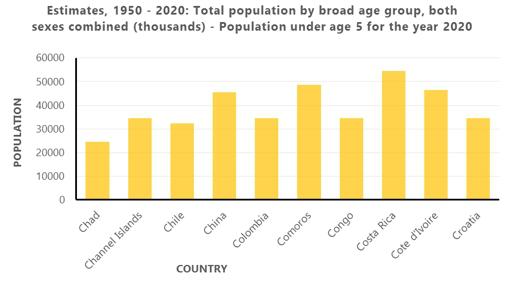 Estimates, 1950 - 2020: Total population by broad age group, both
sexes combined (thousands) - Population under age 5 for the year 2020
POPULATION
60000
50000
40000
30000
20000
10000
0
Chad
Channel Islands
Chile
China
Colombia
Comoros
Congo
Costa Rica
Cote d'Ivoire
Croatia
COUNTRY